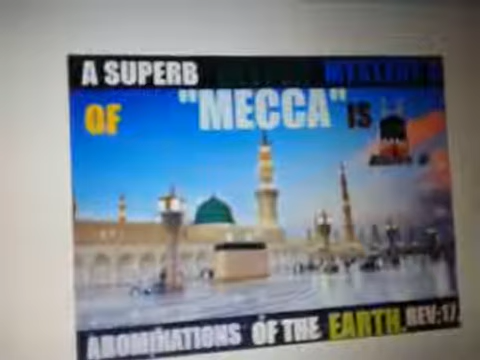 A SUPERB
OF "MECCA" IS
ABOMINATIONS OF THE EARTH.REV:17